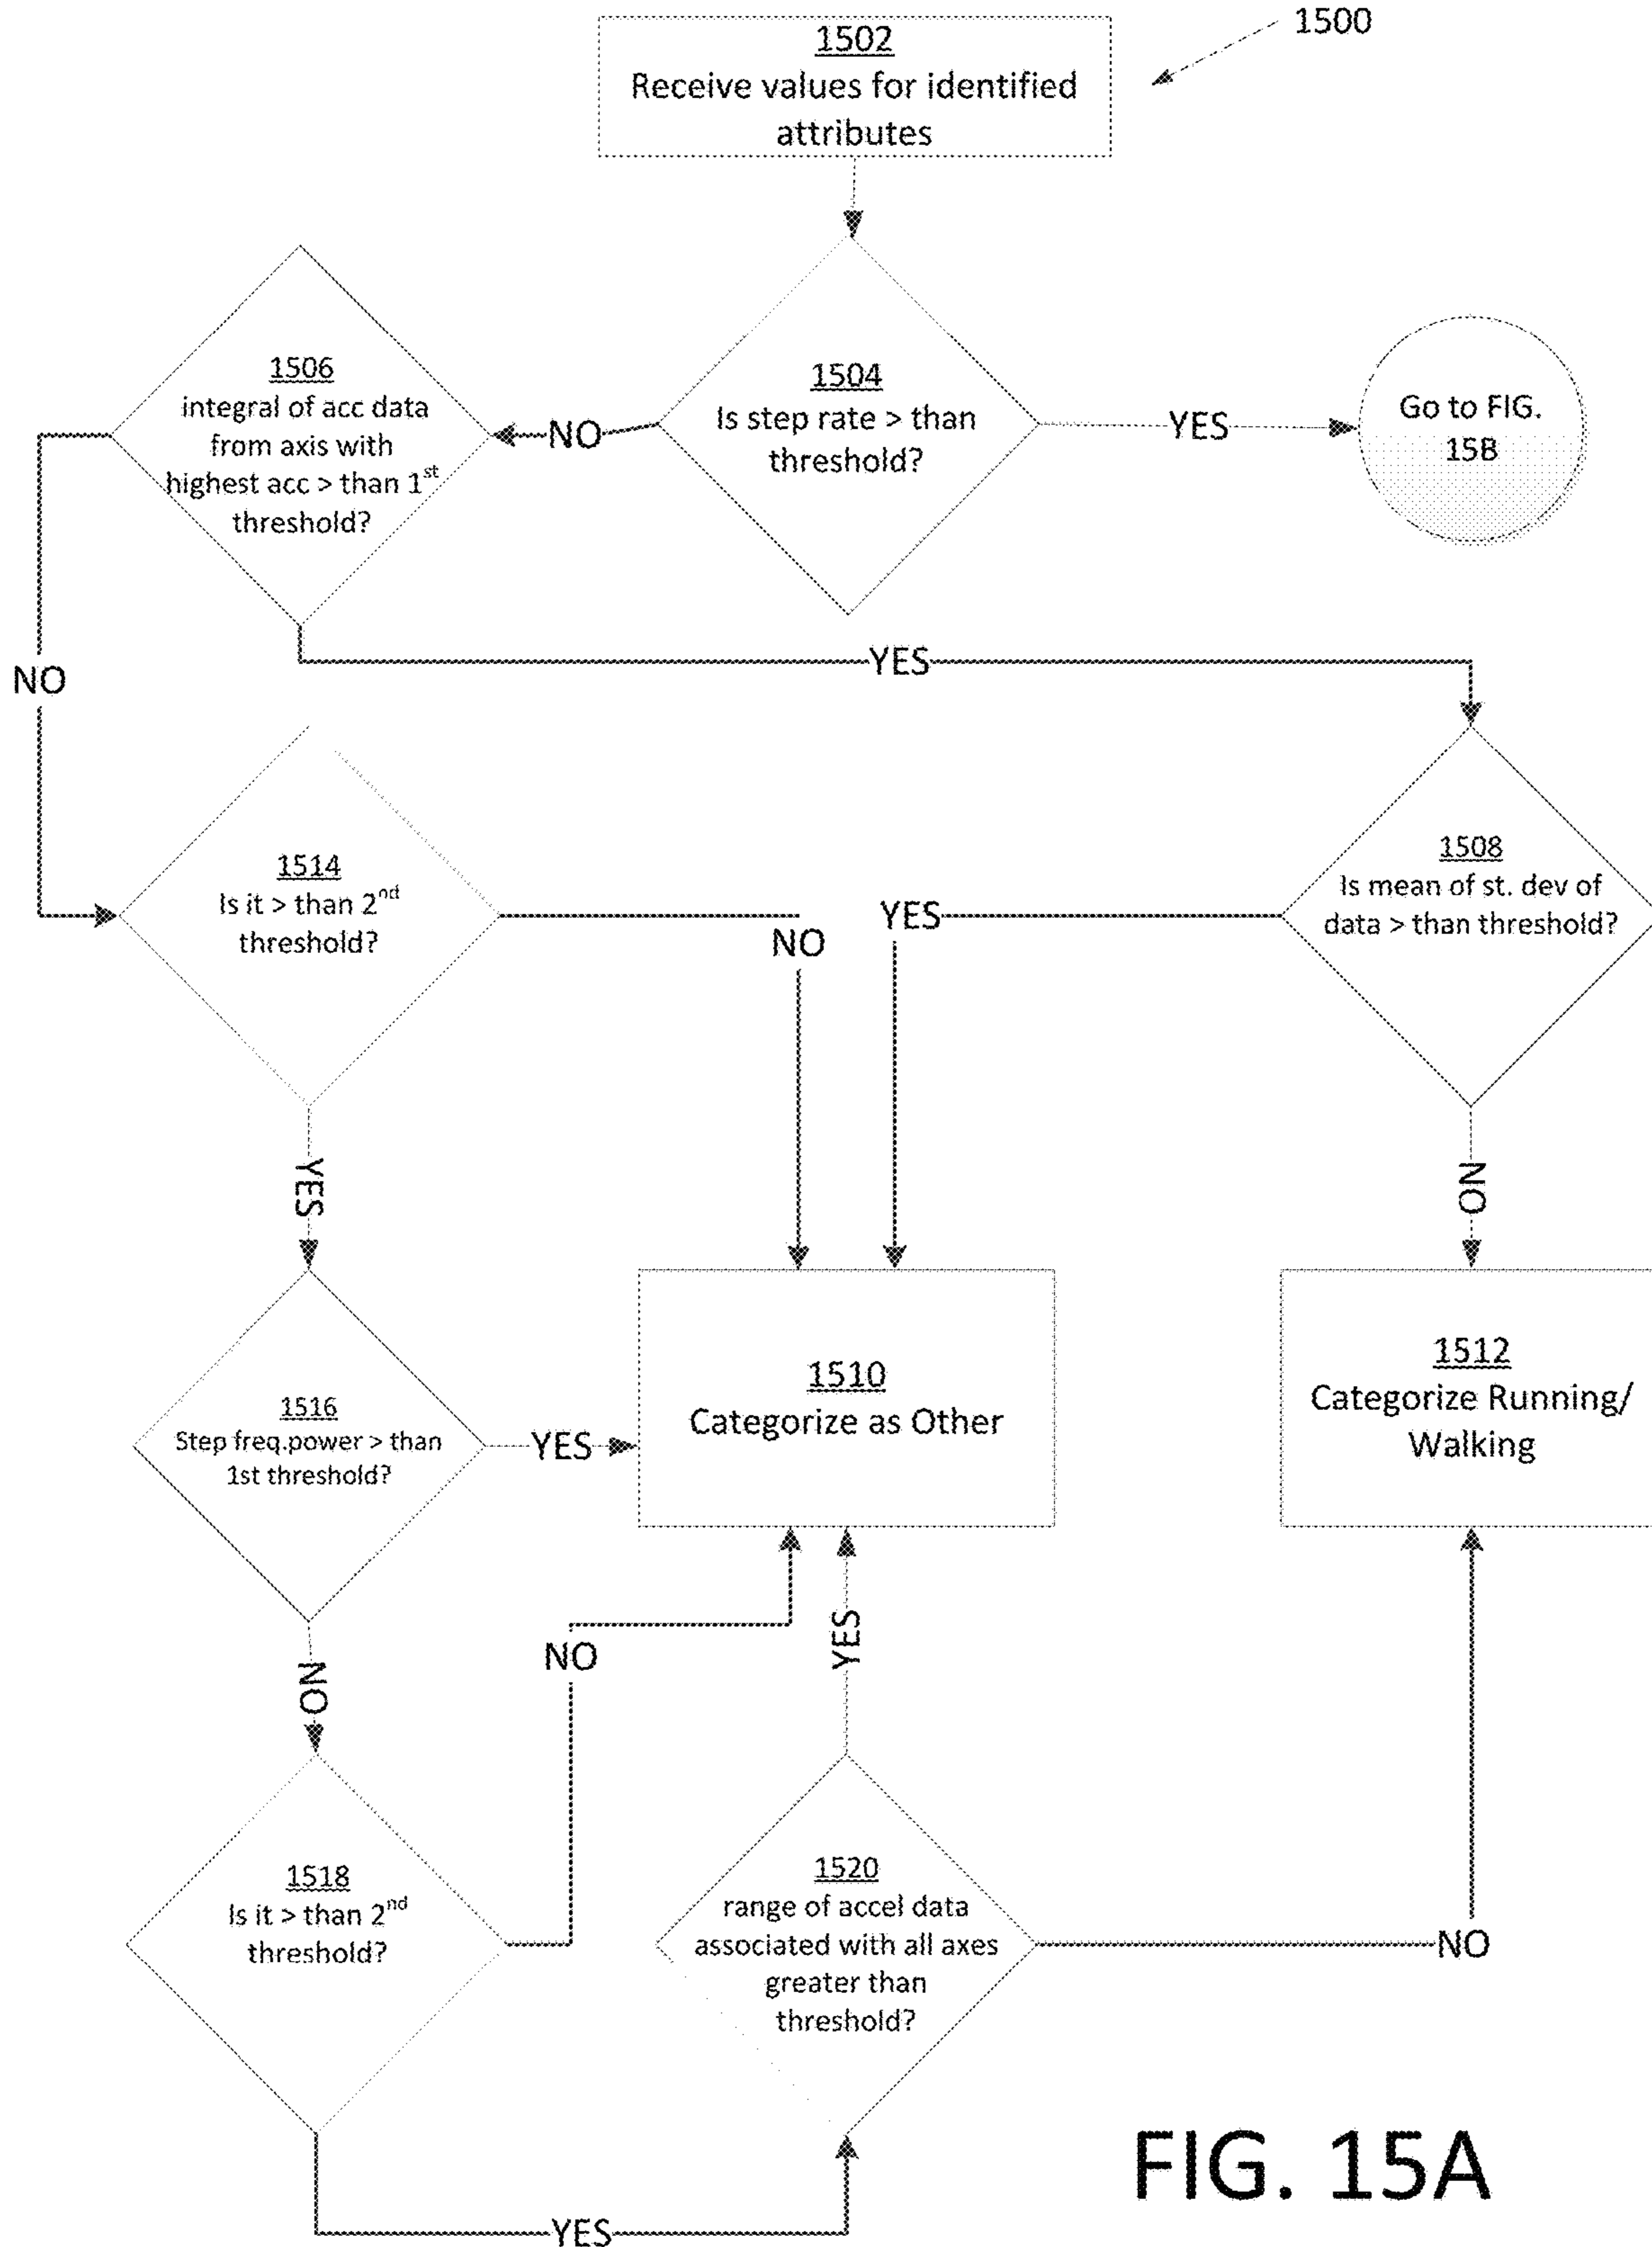 1500
1502
Receive values for identified
attributes
1504
Is step rate > than
threshold?
NO
YES
Go to FIG.
15B
1506
integral of acc data
from axis with
highest acc > than 1st
threshold?
YES
NO
1514
Is it > than 2nd
threshold?
NO
YES
1508
Is mean of st. dev of
data > than threshold?
YES
NO
1516
Step freq.power > than
1st threshold?
YES
1510
Categorize as Other
1512
Categorize Running/
Walking
NO
NO
YES
1518
Is it > than 2nd
threshold?
1520
range of accel data
associated with all axes
greater than
threshold?
NO
YES
FIG. 15A